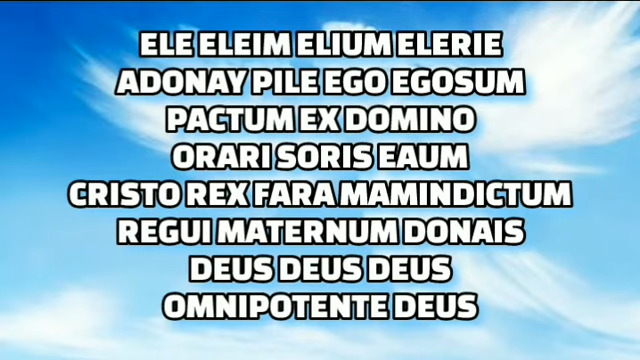 ELE ELEIM ELIUM ELERIE
ADONAY PILE EGO EGOSUM
PACTUM EX DOMINO
ORARI SORIS EAUM
CRISTO REX FARA MAMINDICTUM
REGUI MATERNUM DONAIS
DEUS DEUS DEUS
OMNIPOTENTE DEUS